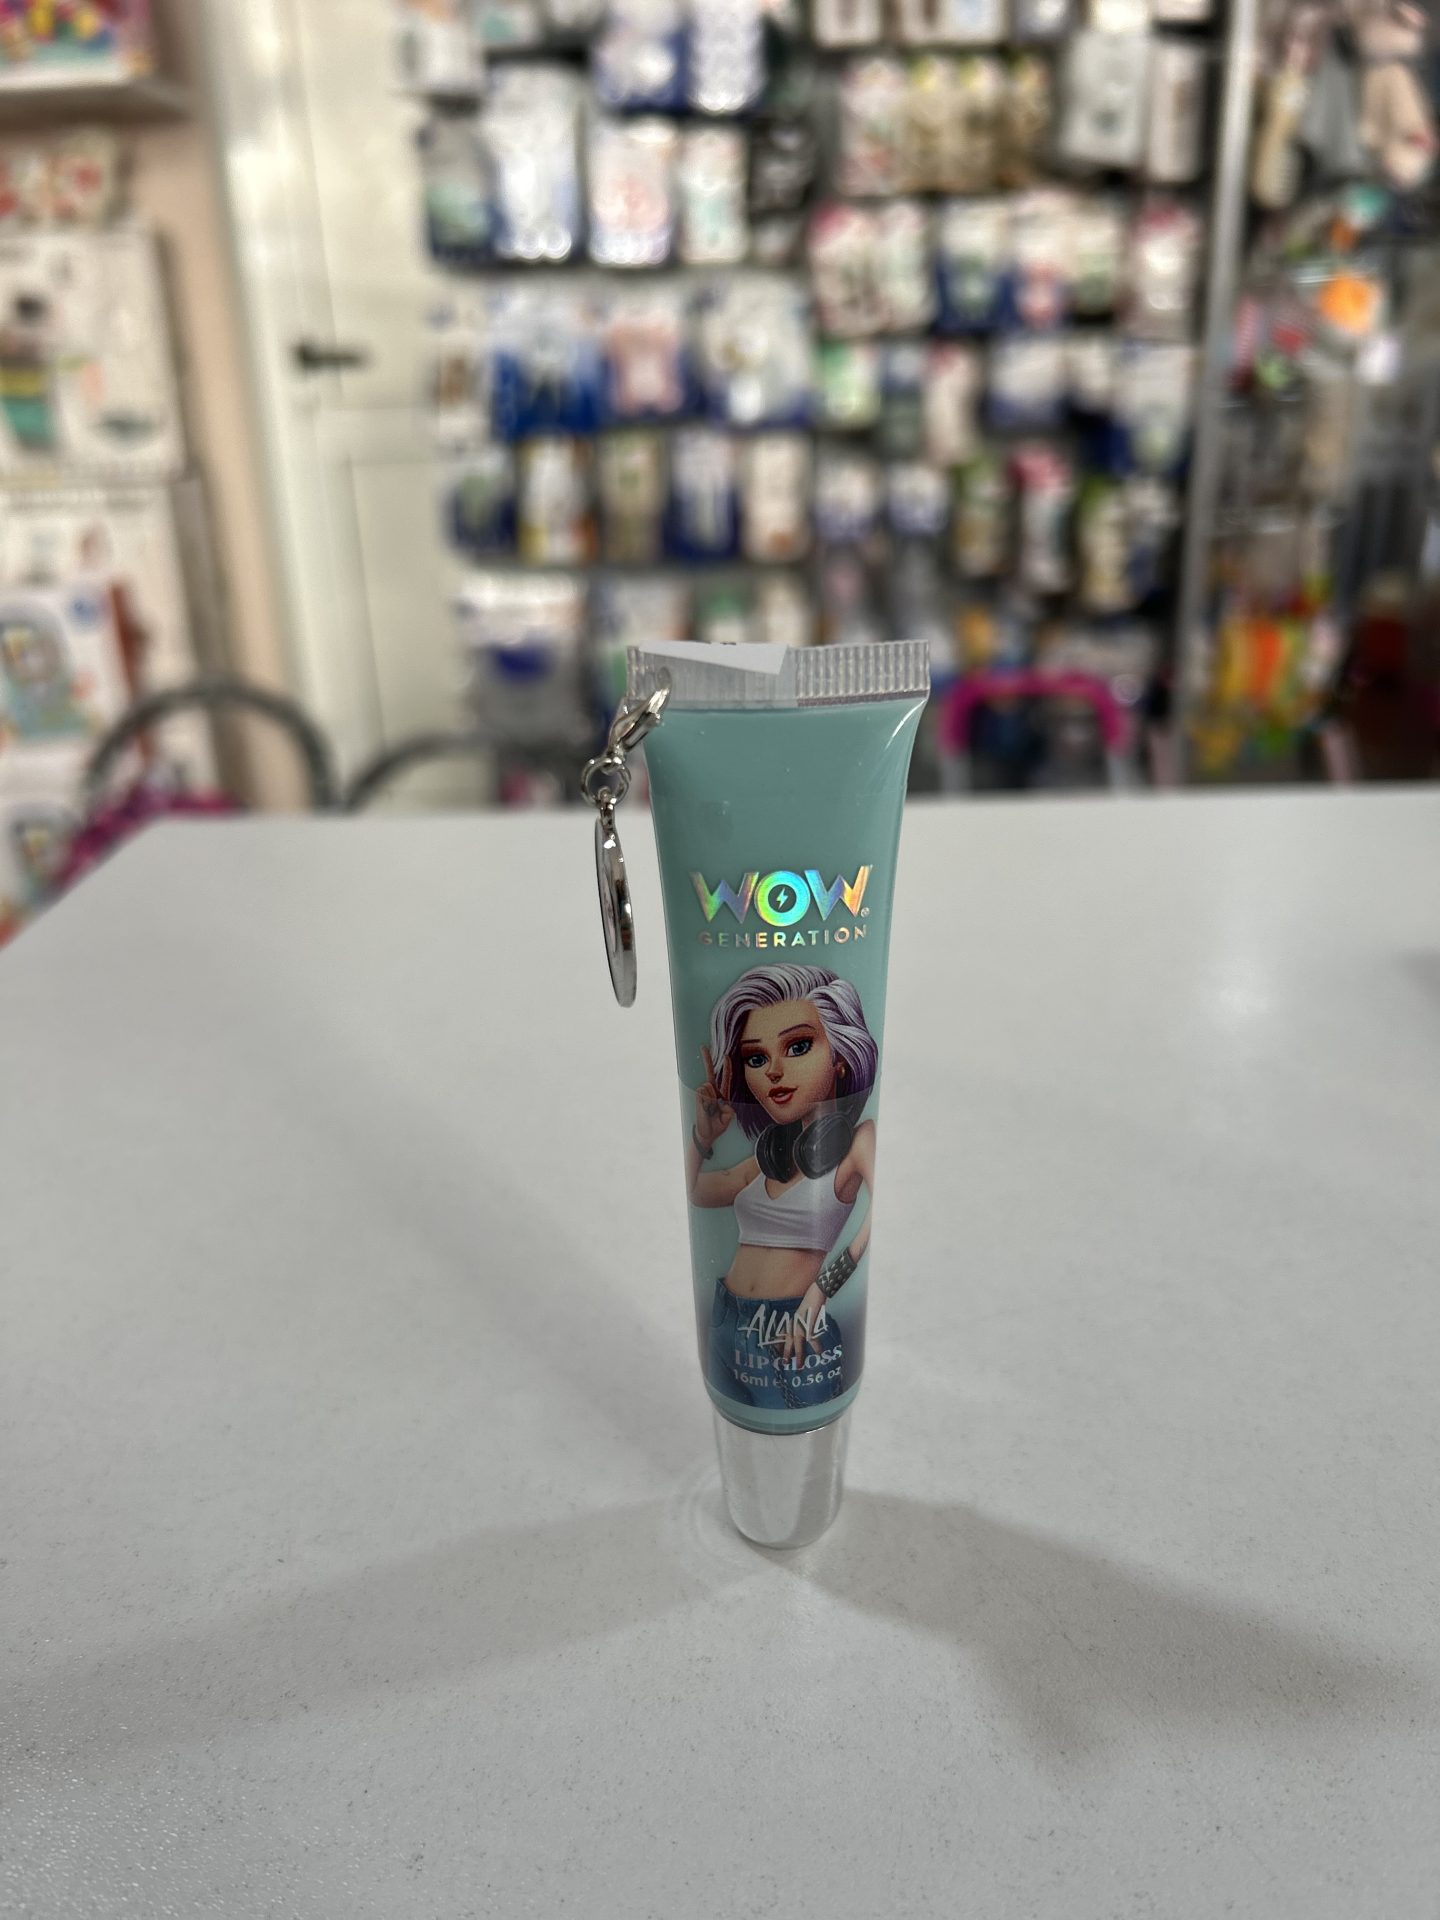 WOW®
GENERATION
ALANA
LIP GLOSS
16ml e 0.56 oz